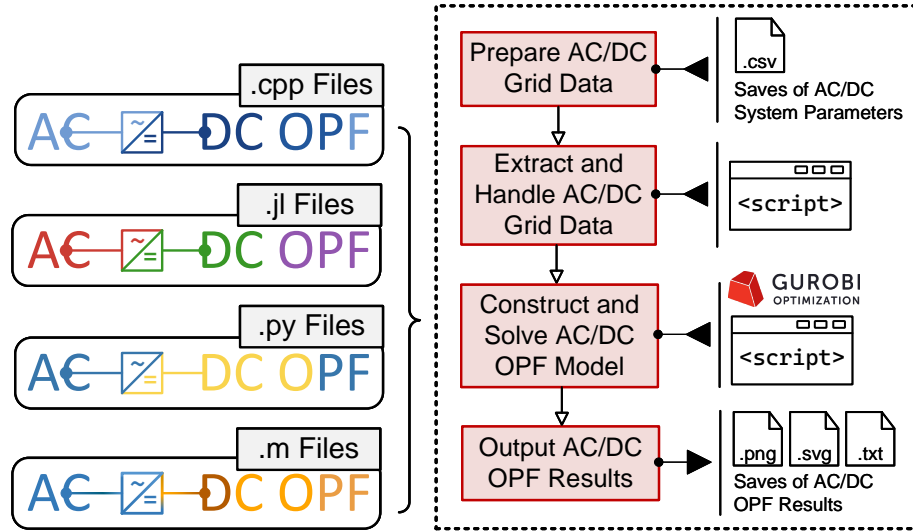 .cpp Files
AC ~ = DC OPF
.jl Files
AC ~ = DC OPF
.py Files
AC ~ = DC OPF
.m Files
AC ~ = DC OPF
Prepare AC/DC
Grid Data
.csv
Saves of AC/DC
System Parameters
Extract and
Handle AC/DC
Grid Data
<script>
Construct and
Solve AC/DC
OPF Model
GUROBI
OPTIMIZATION
<script>
Output AC/DC
OPF Results
.png .svg .txt
Saves of AC/DC
OPF Results